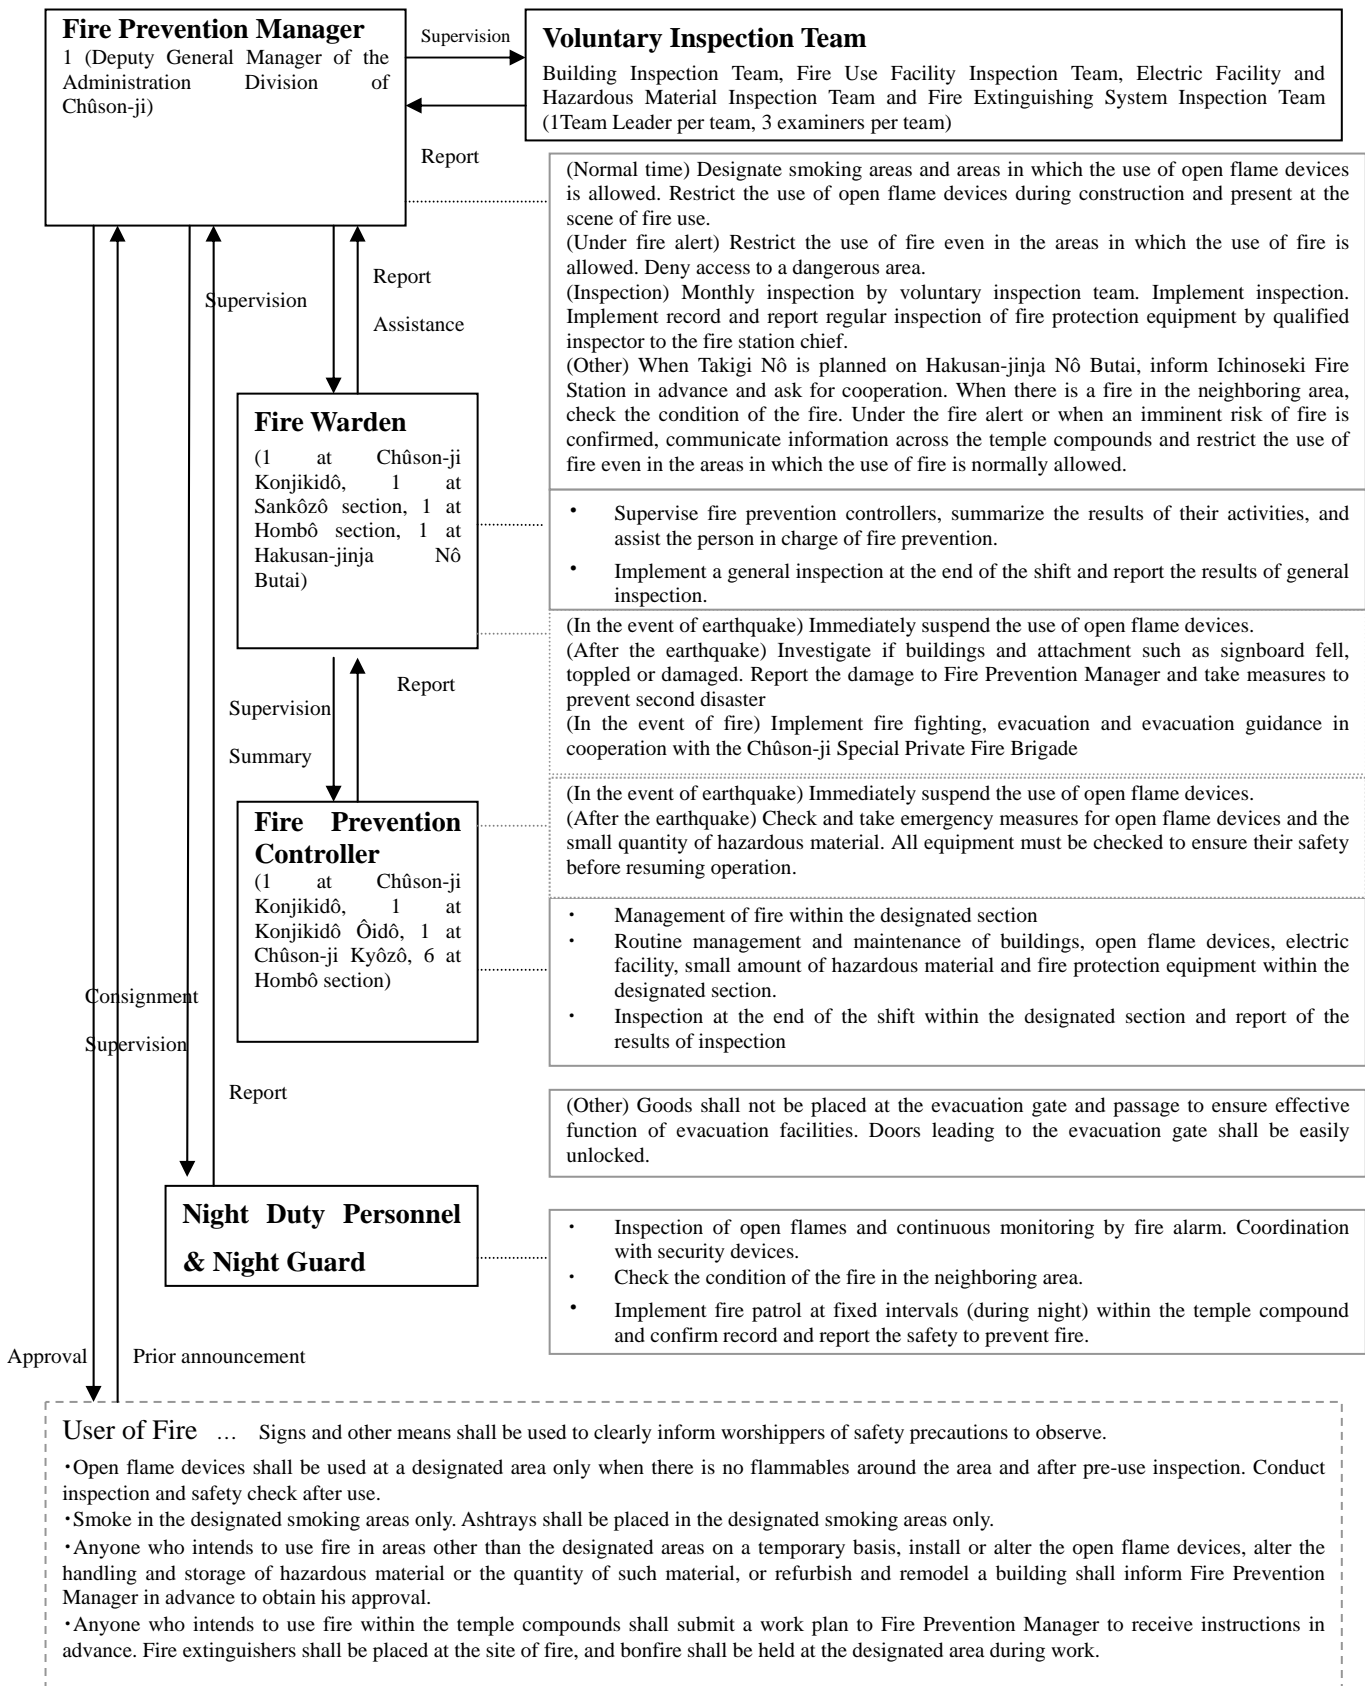 Fire Prevention Manager
1 (Deputy General Manager of the
Administration Division of
Chûson-ji)
Supervision
Report
Voluntary Inspection Team
Building Inspection Team, Fire Use Facility Inspection Team, Electric Facility and
Hazardous Material Inspection Team and Fire Extinguishing System Inspection Team
(1Team Leader per team, 3 examiners per team)
(Normal time) Designate smoking areas and areas in which the use of open flame devices
is allowed. Restrict the use of open flame devices during construction and present at the
scene of fire use.
(Under fire alert) Restrict the use of fire even in the areas in which the use of fire is
allowed. Deny access to a dangerous area.
(Inspection) Monthly inspection by voluntary inspection team. Implement inspection.
Implement record and report regular inspection of fire protection equipment by qualified
inspector to the fire station chief.
(Other) When Takigi Nô is planned on Hakusan-jinja Nô Butai, inform Ichinoseki Fire
Station in advance and ask for cooperation. When there is a fire in the neighboring area,
check the condition of the fire. Under the fire alert or when an imminent risk of fire is
confirmed, communicate information across the temple compounds and restrict the use of
fire even in the areas in which the use of fire is normally allowed.
Supervision
Report
Assistance
Fire Warden
(1 at Chûson-ji
Konjikidô, 1 at
Sankôzô section, 1 at
Hombô section, 1 at
Hakusan-jinja Nô
Butai)
• Supervise fire prevention controllers, summarize the results of their activities, and
assist the person in charge of fire prevention.
• Implement a general inspection at the end of the shift and report the results of general
inspection.
(In the event of earthquake) Immediately suspend the use of open flame devices.
(After the earthquake) Investigate if buildings and attachment such as signboard fell,
toppled or damaged. Report the damage to Fire Prevention Manager and take measures to
prevent second disaster
(In the event of fire) Implement fire fighting, evacuation and evacuation guidance in
cooperation with the Chûson-ji Special Private Fire Brigade
Supervision
Summary
Report
Fire Prevention
Controller
(1 at Chûson-ji
Konjikidô, 1 at
Konjikidô Ôidô, 1 at
Chûson-ji Kyôzô, 6 at
Hombô section)
(In the event of earthquake) Immediately suspend the use of open flame devices.
(After the earthquake) Check and take emergency measures for open flame devices and the
small quantity of hazardous material. All equipment must be checked to ensure their safety
before resuming operation.
・ Management of fire within the designated section
・ Routine management and maintenance of buildings, open flame devices, electric
facility, small amount of hazardous material and fire protection equipment within the
designated section.
・ Inspection at the end of the shift within the designated section and report of the
results of inspection
Consignment
Supervision
Report
(Other) Goods shall not be placed at the evacuation gate and passage to ensure effective
function of evacuation facilities. Doors leading to the evacuation gate shall be easily
unlocked.
Night Duty Personnel
& Night Guard
・ Inspection of open flames and continuous monitoring by fire alarm. Coordination
with security devices.
・ Check the condition of the fire in the neighboring area.
• Implement fire patrol at fixed intervals (during night) within the temple compound
and confirm record and report the safety to prevent fire.
Approval
Prior announcement
User of Fire … Signs and other means shall be used to clearly inform worshippers of safety precautions to observe.
・Open flame devices shall be used at a designated area only when there is no flammables around the area and after pre-use inspection. Conduct
inspection and safety check after use.
・Smoke in the designated smoking areas only. Ashtrays shall be placed in the designated smoking areas only.
・Anyone who intends to use fire in areas other than the designated areas on a temporary basis, install or alter the open flame devices, alter the
handling and storage of hazardous material or the quantity of such material, or refurbish and remodel a building shall inform Fire Prevention
Manager in advance to obtain his approval.
・Anyone who intends to use fire within the temple compounds shall submit a work plan to Fire Prevention Manager to receive instructions in
advance. Fire extinguishers shall be placed at the site of fire, and bonfire shall be held at the designated area during work.